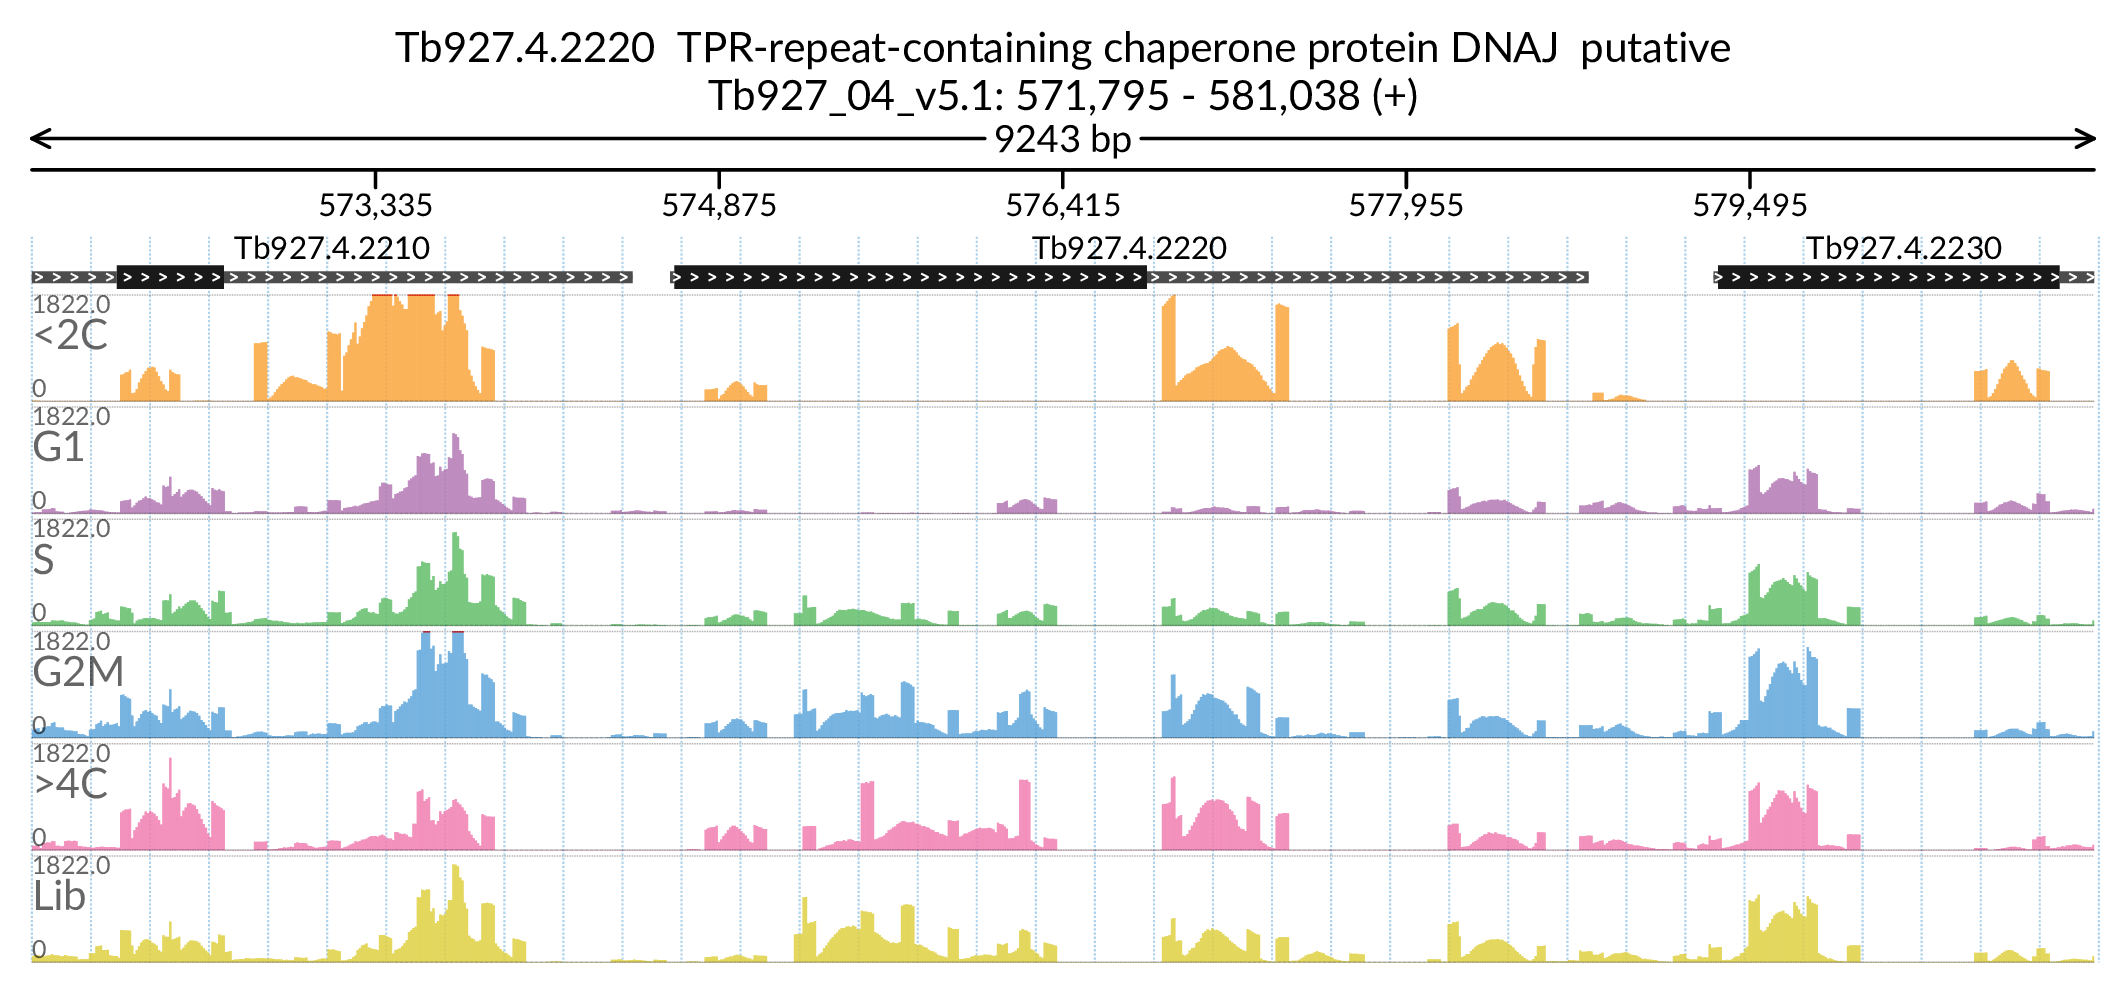 Tb927.4.2220  TPR-repeat-containing chaperone protein DNAJ  putative
Tb927_04_v5.1: 571,795 - 581,038 (+)
9243 bp
573,335 574,875 576,415 577,955 579,495
Tb927.4.2210 Tb927.4.2220 Tb927.4.2230
1822.0
<2C
0
1822.0
G1
0
1822.0
S
0
1822.0
G2M
0
1822.0
>4C
0
1822.0
Lib
0